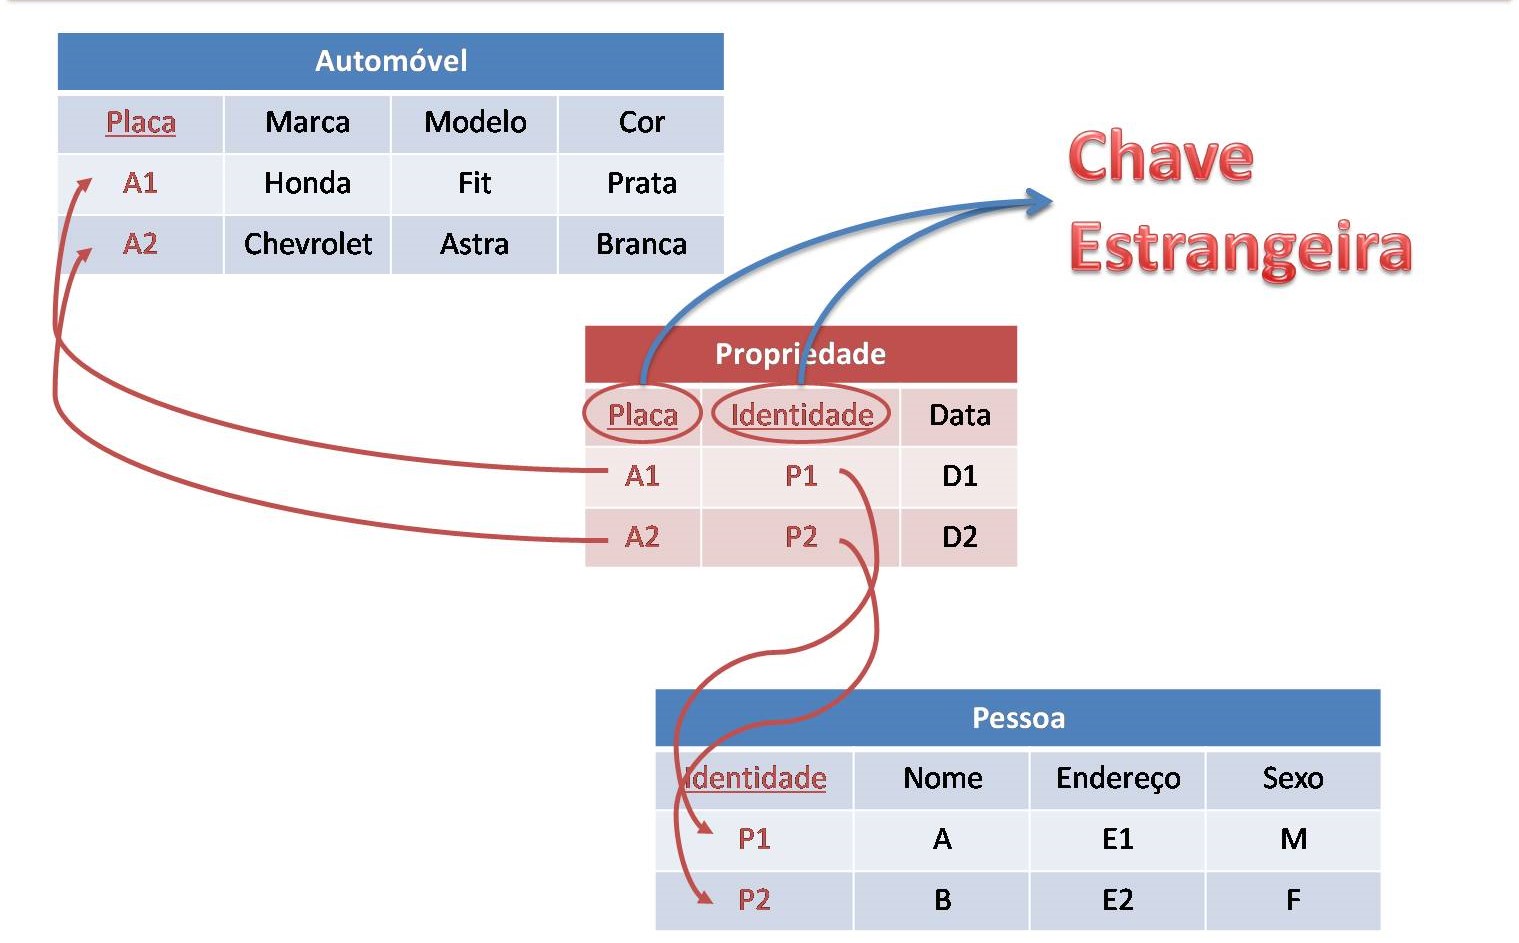 Automóvel
Placa Marca Modelo Cor
A1 Honda Fit Prata
A2 Chevrolet Astra Branca
Chave
Estrangeira
Propriedade
Placa Identidade Data
A1 P1 D1
A2 P2 D2
Pessoa
Identidade Nome Endereço Sexo
P1 A E1 M
P2 B E2 F